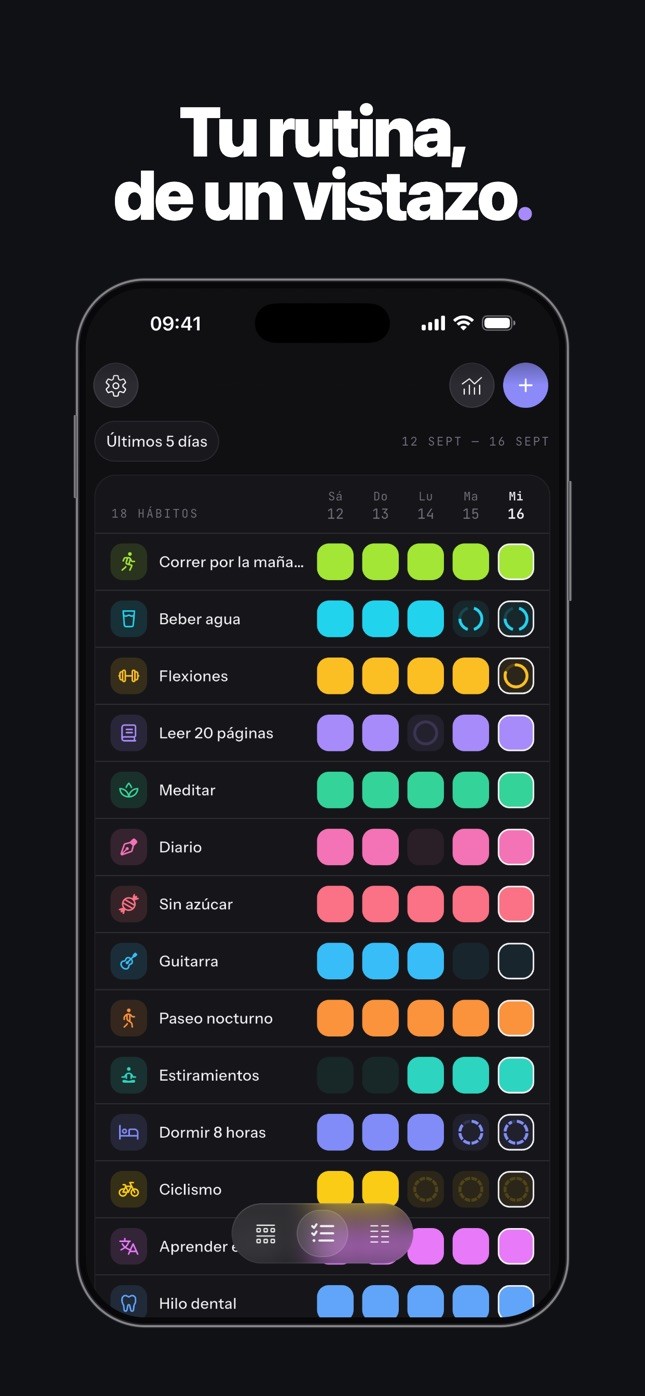 Tu rutina,
de un vistazo.
09:41
Últimos 5 días
12 SEPT — 16 SEPT
18 HÁBITOS
Sá Do Lu Ma Mi
12 13 14 15 16
Correr por la maña...
Beber agua
Flexiones
Leer 20 páginas
Meditar
Diario
Sin azúcar
Guitarra
Paseo nocturno
Estiramientos
Dormir 8 horas
Ciclismo
Aprender
Hilo dental